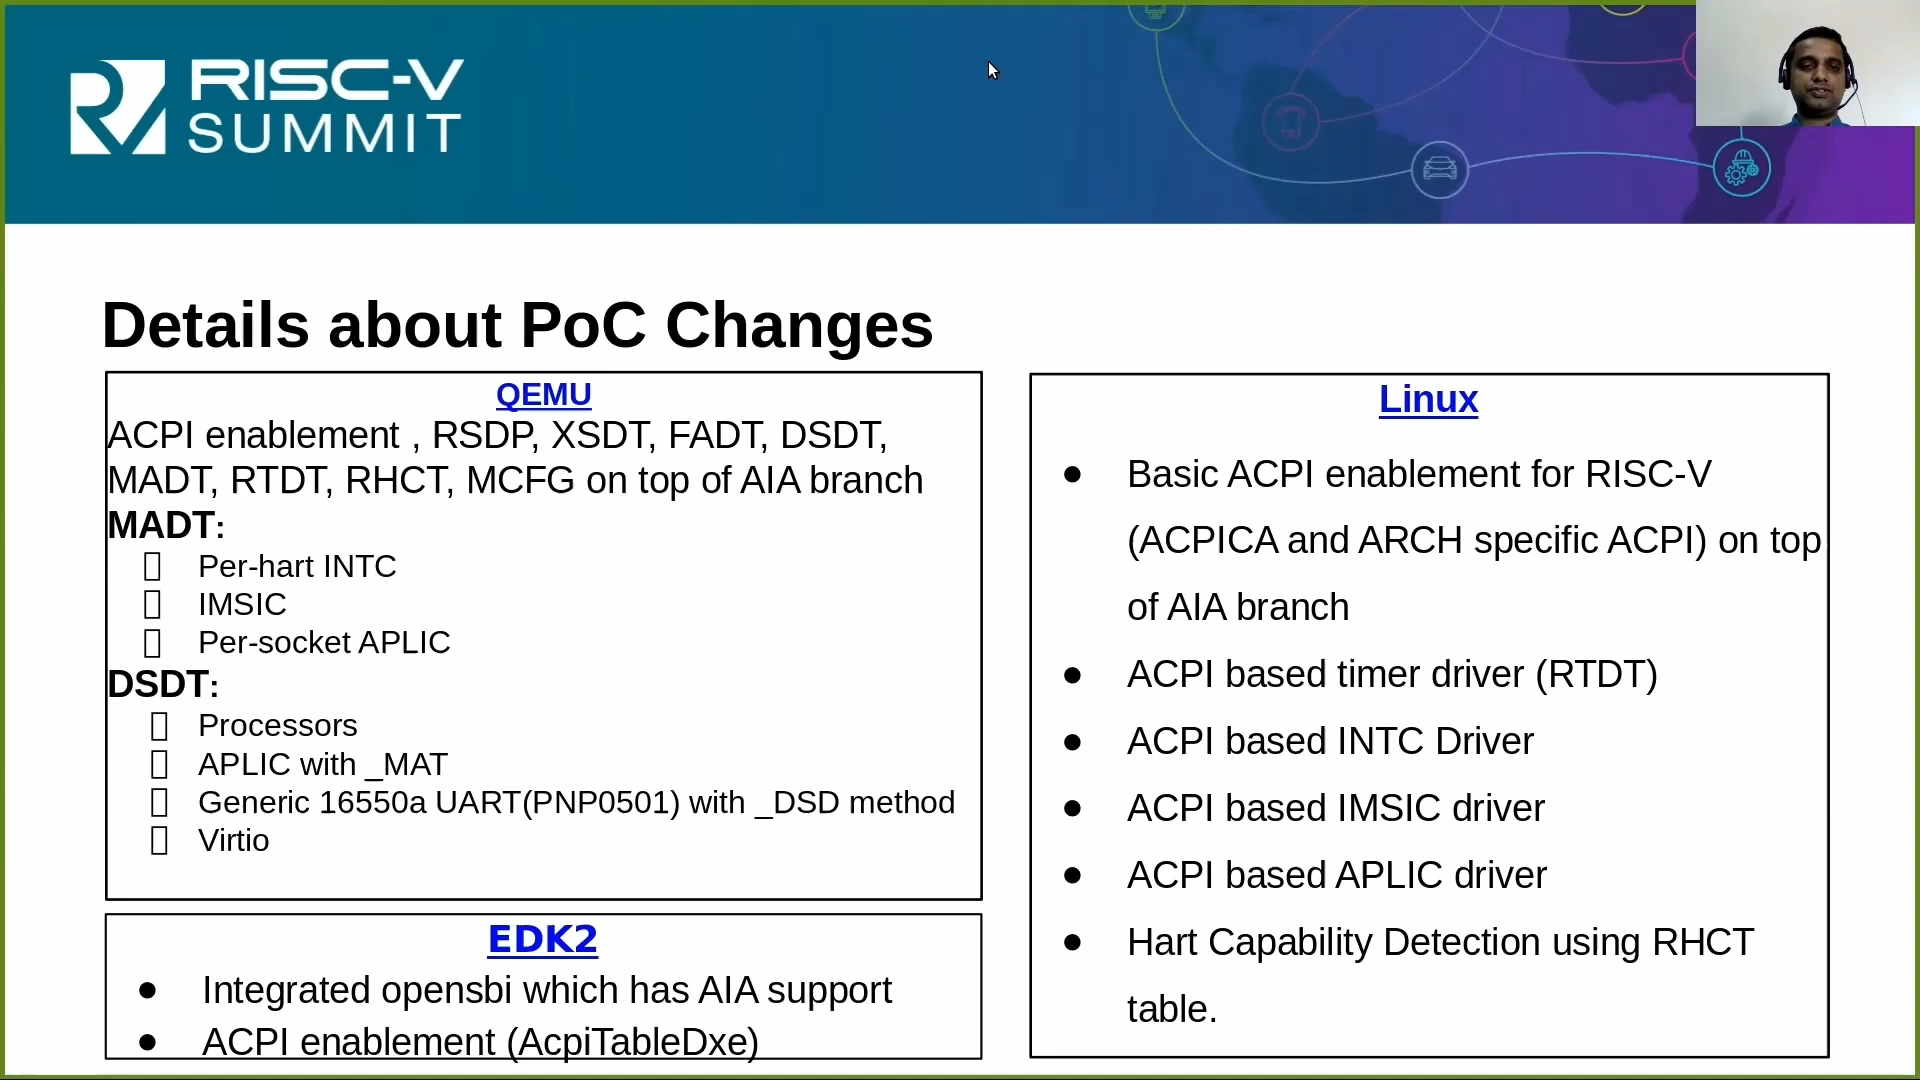 RISC-V
SUMMIT
Details about PoC Changes
QEMU
ACPI enablement , RSDP, XSDT, FADT, DSDT,
MADT, RTDT, RHCT, MCFG on top of AIA branch
MADT:
Per-hart INTC
IMSIC
Per-socket APLIC
DSDT:
Processors
APLIC with _MAT
Generic 16550a UART(PNP0501) with _DSD method
Virtio
EDK2
● Integrated opensbi which has AIA support
● ACPI enablement (AcpiTableDxe)
Linux
● Basic ACPI enablement for RISC-V
(ACPICA and ARCH specific ACPI) on top
of AIA branch
● ACPI based timer driver (RTDT)
● ACPI based INTC Driver
● ACPI based IMSIC driver
● ACPI based APLIC driver
● Hart Capability Detection using RHCT
table.